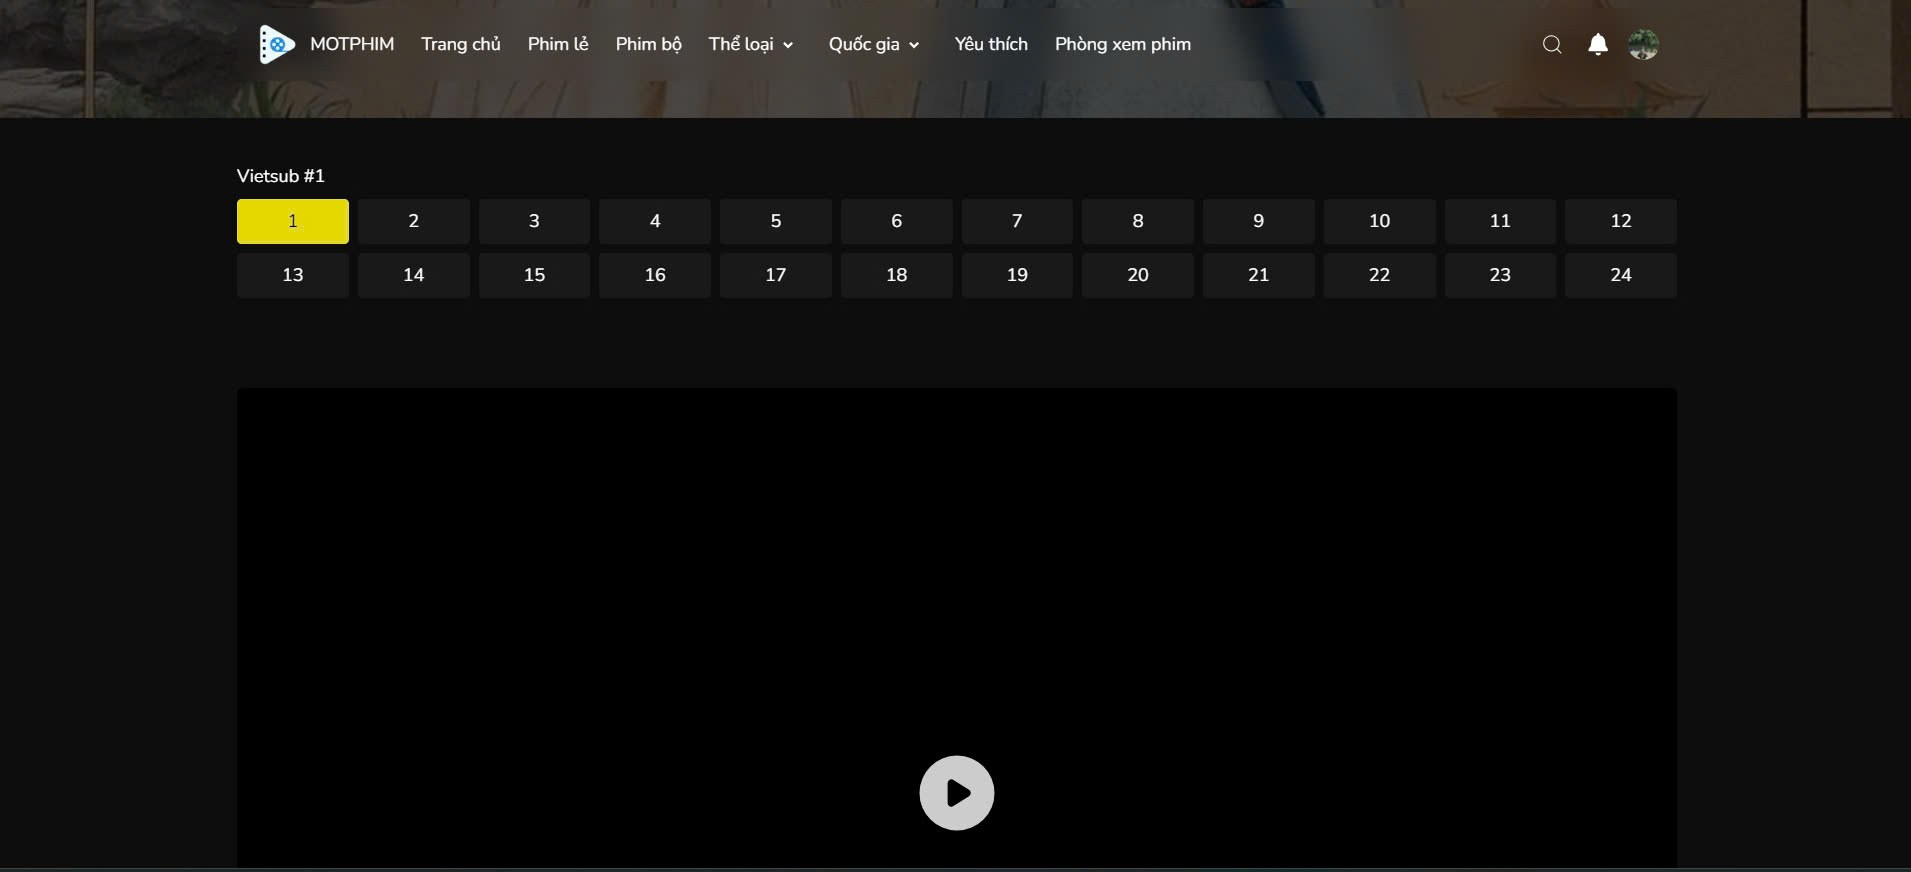 MOTPHIM Trang chủ Phim lẻ Phim bộ Thể loại Quốc gia Yêu thích Phòng xem phim
Vietsub #1
1 2 3 4 5 6 7 8 9 10 11 12
13 14 15 16 17 18 19 20 21 22 23 24